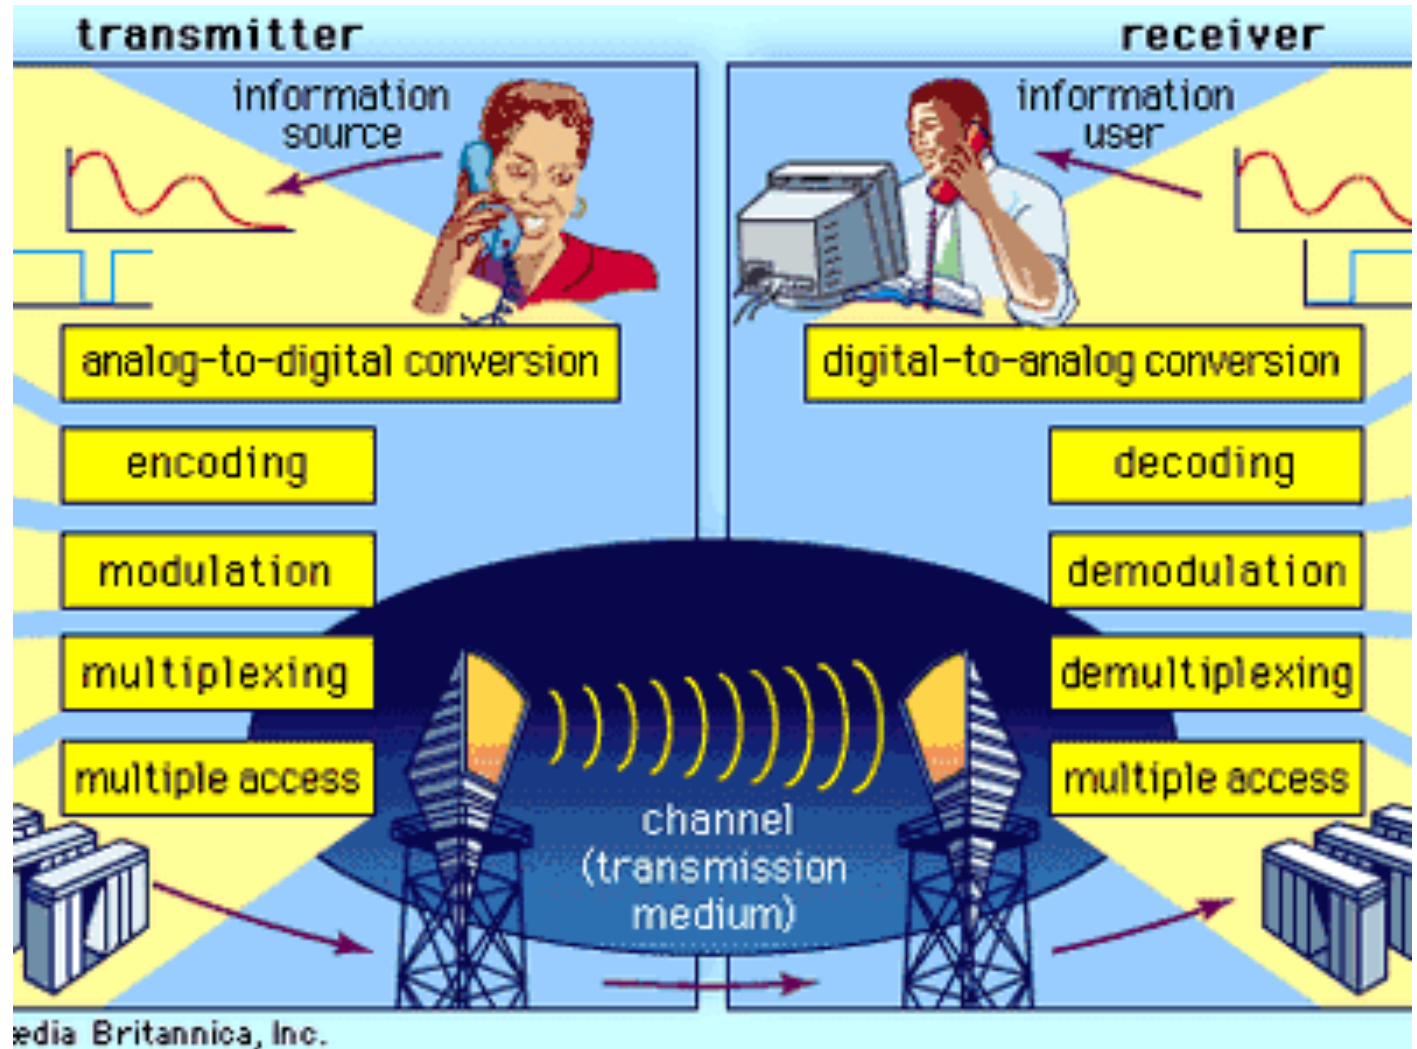 transmitter
receiver
information
source
information
user
analog-to-digital conversion
digital-to-analog conversion
encoding
decoding
modulation
demodulation
multiplexing
demultiplexing
multiple access
multiple access
channel
(transmission
medium)
ædia Britannica, Inc.